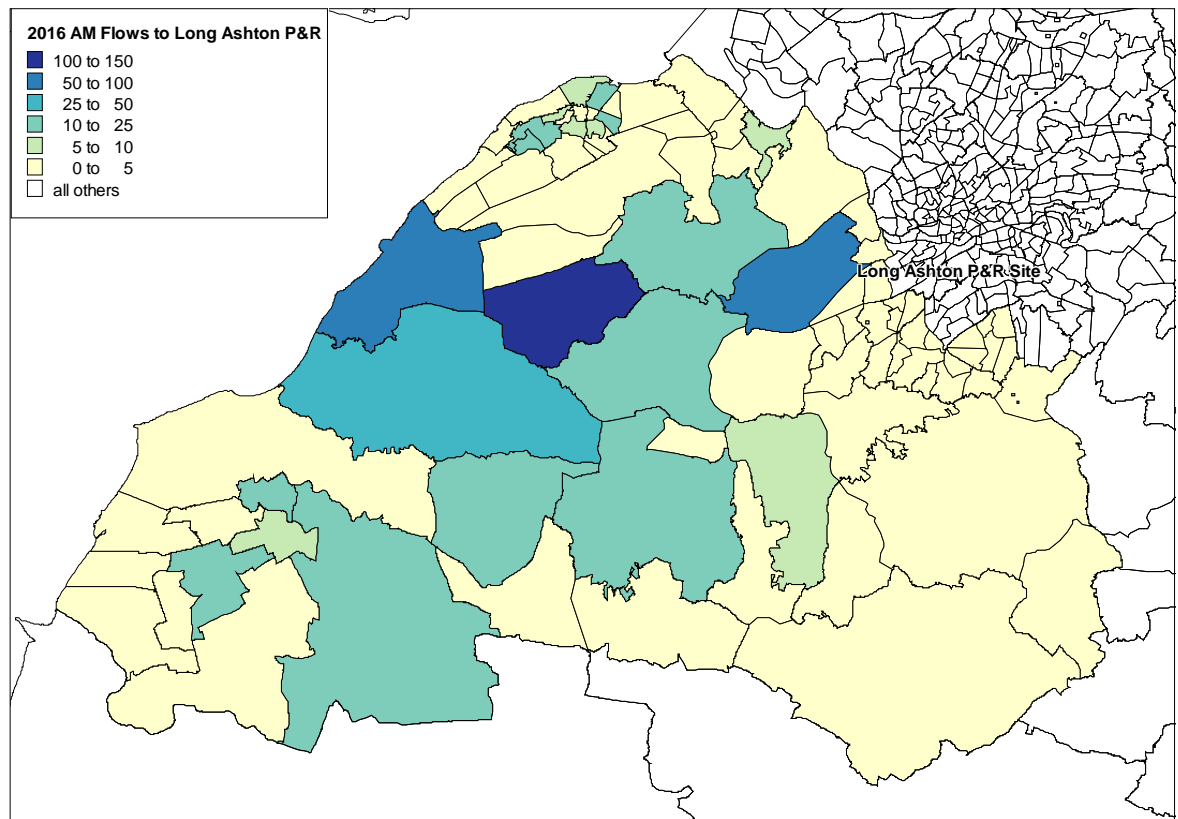 2016 AM Flows to Long Ashton P&R
100 to 150
50 to 100
25 to 50
10 to 25
5 to 10
0 to 5
all others
Long Ashton P&R Site